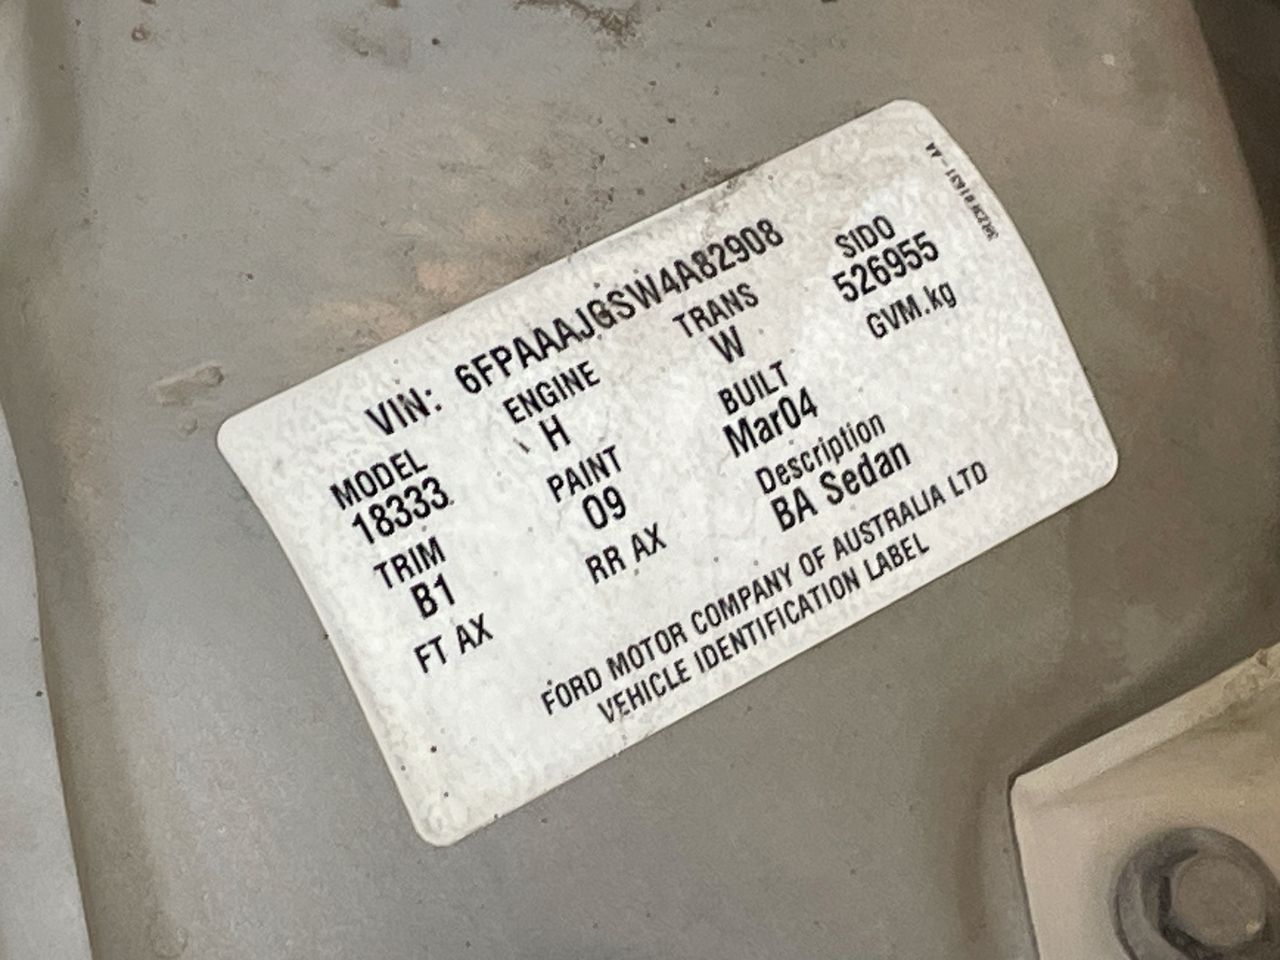 VIN: 6FPAAAJGSW4A82908
MODEL ENGINE TRANS SIDO
18333 H W 526955
TRIM PAINT BUILT GVM.kg
B1 09 Mar04
FT AX RR AX Description
BA Sedan
FORD MOTOR COMPANY OF AUSTRALIA LTD
VEHICLE IDENTIFICATION LABEL